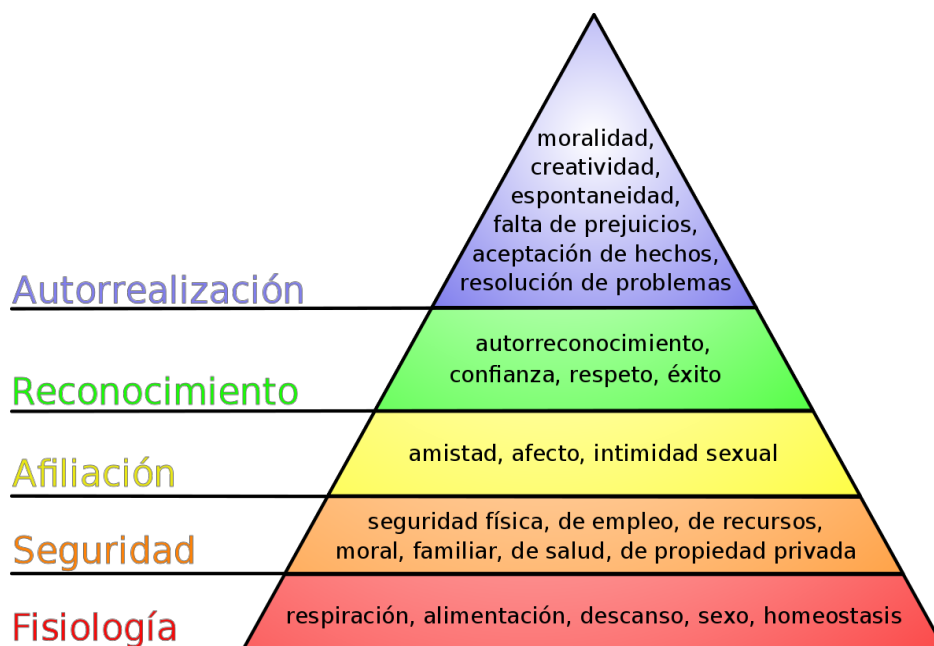 moralidad,
creatividad,
espontaneidad,
falta de prejuicios,
aceptación de hechos,
resolución de problemas
Autorrealización
autorreconocimiento,
confianza, respeto, éxito
Reconocimiento
amistad, afecto, intimidad sexual
Afiliación
seguridad física, de empleo, de recursos,
moral, familiar, de salud, de propiedad privada
Seguridad
respiración, alimentación, descanso, sexo, homeostasis
Fisiología